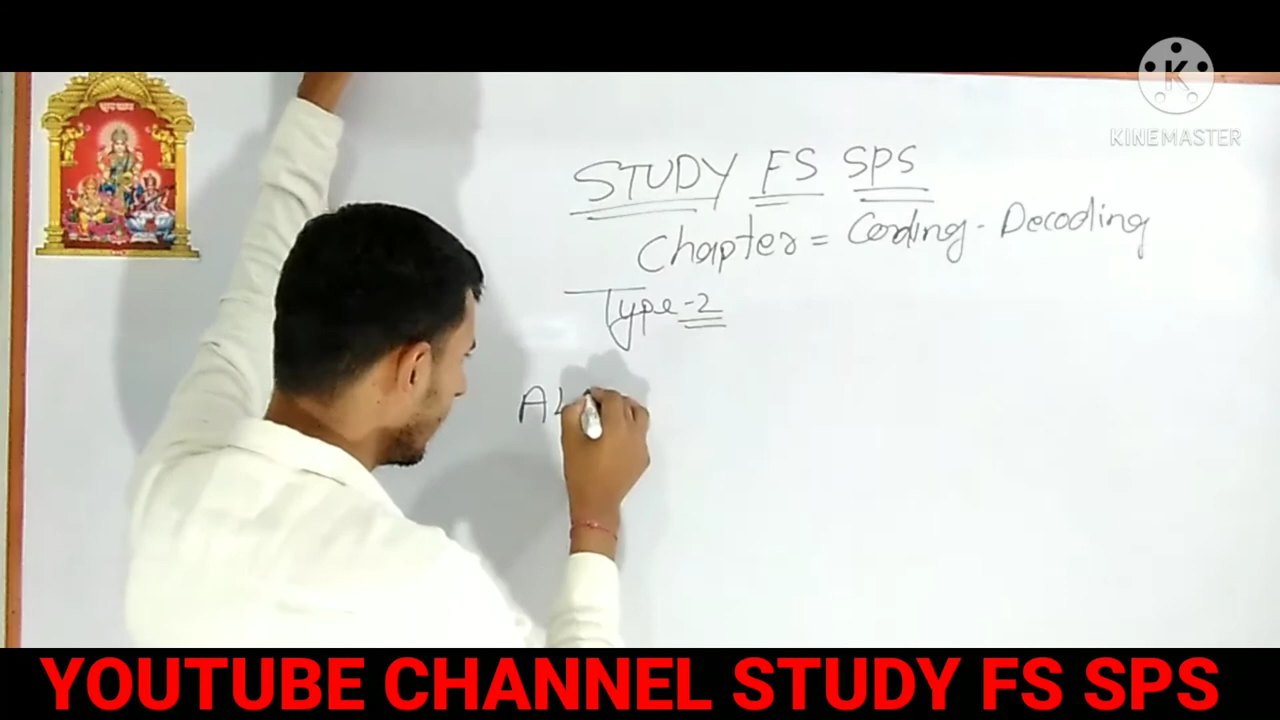 K
KINEMASTER
STUDY FS SPS
Chapter = Coding - Decoding
Type-2
YOUTUBE CHANNEL STUDY FS SPS